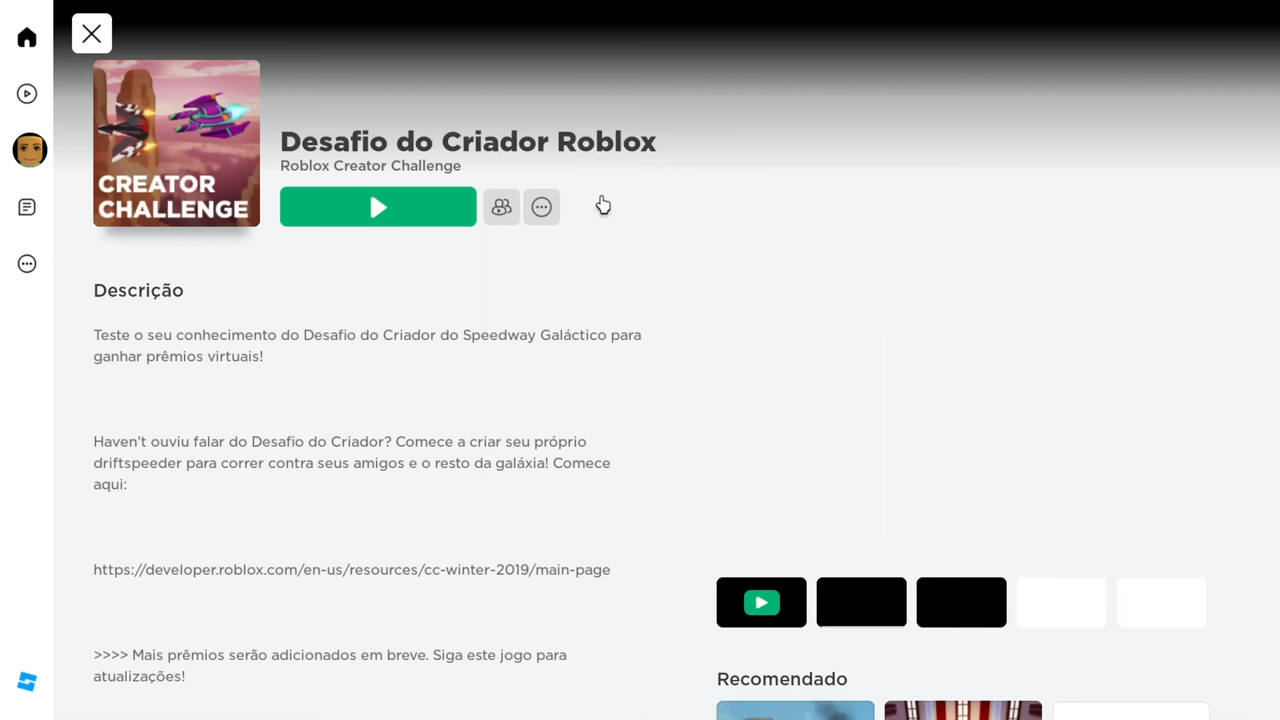 CREATOR
CHALLENGE
Desafio do Criador Roblox
Roblox Creator Challenge
Descrição
Teste o seu conhecimento do Desafio do Criador do Speedway Galáctico para
ganhar prêmios virtuais!
Haven't ouviu falar do Desafio do Criador? Comece a criar seu próprio
driftspeeder para correr contra seus amigos e o resto da galáxia! Comece
aqui:
https://developer.roblox.com/en-us/resources/cc-winter-2019/main-page
>>>> Mais prêmios serão adicionados em breve. Siga este jogo para
atualizações!
Recomendado